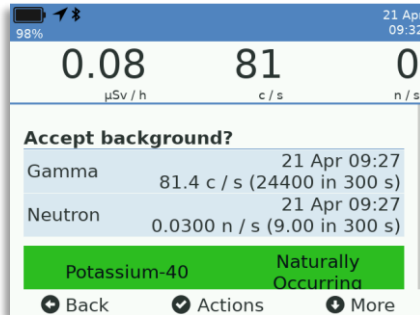 98%
21 Apr
09:32
0.08 81 0
µSv / h c / s n / s
Accept background?
Gamma 21 Apr 09:27
81.4 c / s (24400 in 300 s)
Neutron 21 Apr 09:27
0.0300 n / s (9.00 in 300 s)
Potassium-40 Naturally
Occurring
Back Actions More